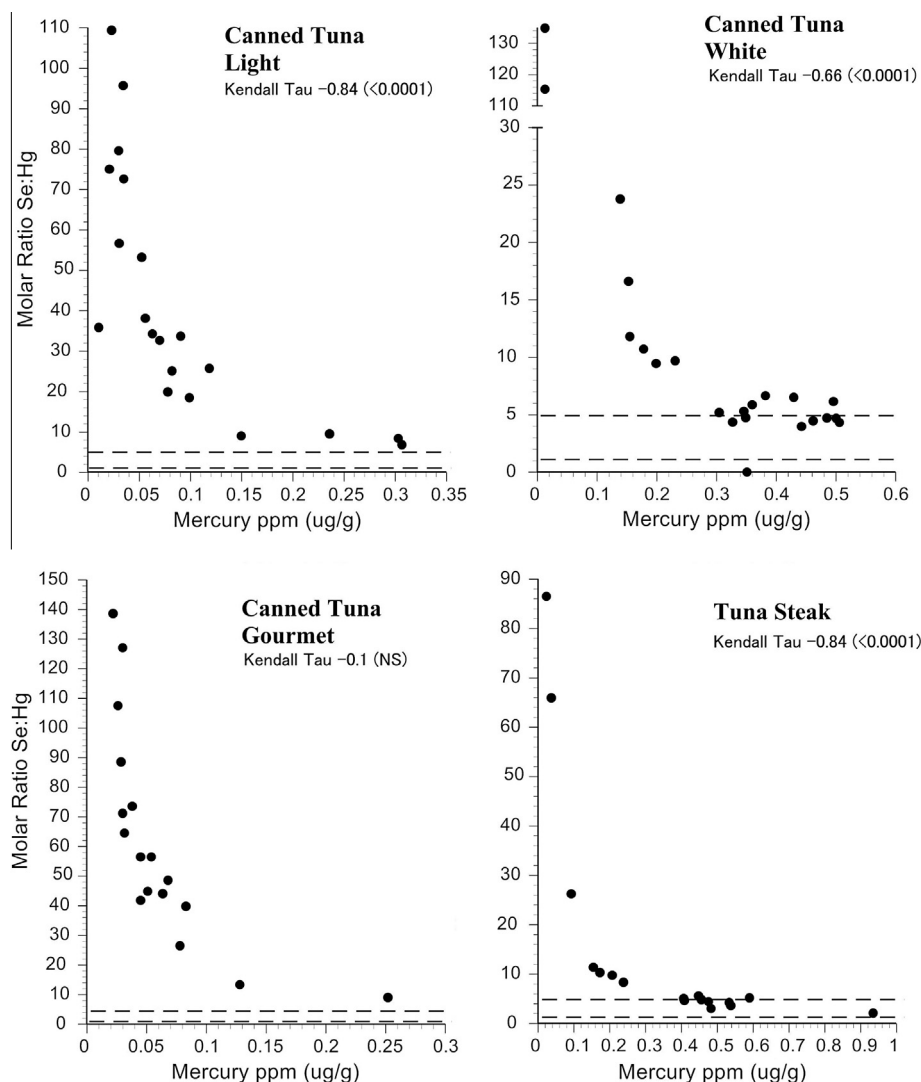 Canned Tuna
Light
Kendall Tau -0.84 (<0.0001)
Molar Ratio Se:Hg
110
100
90
80
70
60
50
40
30
20
10
0
0 0.05 0.1 0.15 0.2 0.25 0.3 0.35
Mercury ppm (ug/g)
Canned Tuna
White
Kendall Tau -0.66 (<0.0001)
130
120
110
30
25
20
15
10
5
0
0 0.1 0.2 0.3 0.4 0.5 0.6
Mercury ppm (ug/g)
Canned Tuna
Gourmet
Kendall Tau -0.1 (NS)
Molar Ratio Se:Hg
150
140
130
120
110
100
90
80
70
60
50
40
30
20
10
0
0 0.05 0.1 0.15 0.2 0.25 0.3
Mercury ppm (ug/g)
Tuna Steak
Kendall Tau -0.84 (<0.0001)
90
80
70
60
50
40
30
20
10
0
0 0.1 0.2 0.3 0.4 0.5 0.6 0.7 0.8 0.9 1
Mercury ppm (ug/g)